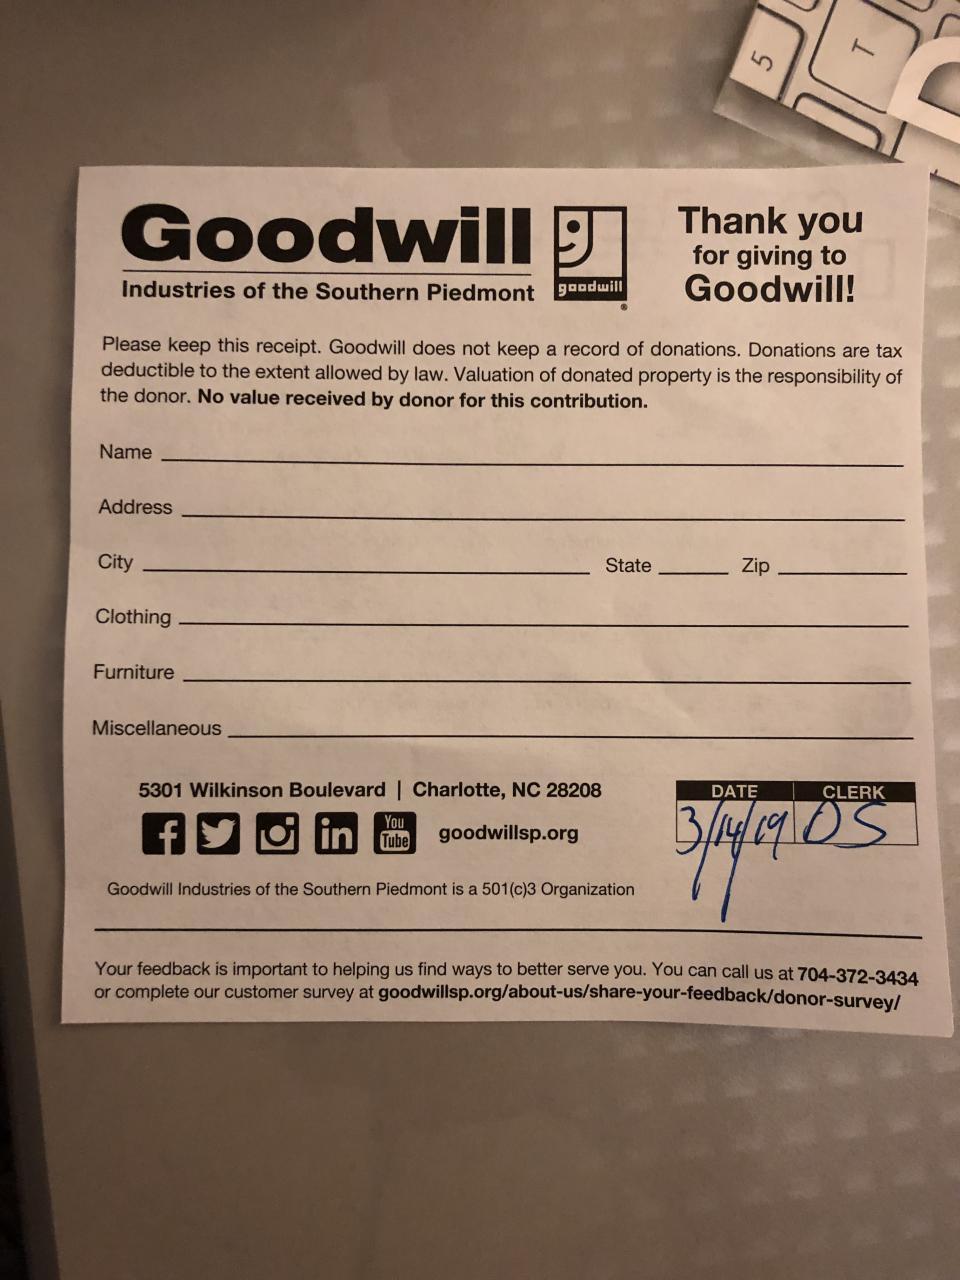 5 T
Goodwill
Industries of the Southern Piedmont
goodwill
®
Thank you
for giving to
Goodwill!
Please keep this receipt. Goodwill does not keep a record of donations. Donations are tax
deductible to the extent allowed by law. Valuation of donated property is the responsibility of
the donor. No value received by donor for this contribution.
Name
Address
City State Zip
Clothing
Furniture
Miscellaneous
5301 Wilkinson Boulevard | Charlotte, NC 28208
You
Tube
in
goodwillsp.org
DATE CLERK
3/14/19 DS
Goodwill Industries of the Southern Piedmont is a 501(c)3 Organization
Your feedback is important to helping us find ways to better serve you. You can call us at 704-372-3434
or complete our customer survey at goodwillsp.org/about-us/share-your-feedback/donor-survey/